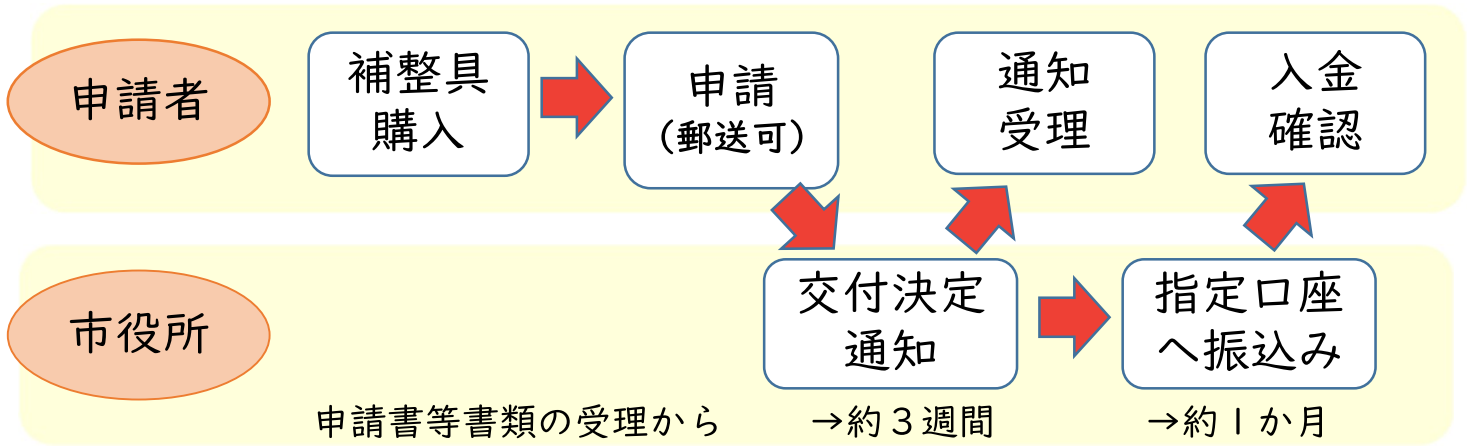 申請者
補整具
購入
申請
（郵送可）
通知
受理
入金
確認
市役所
交付決定
通知
指定口座
へ振込み
申請書等書類の受理から　→約３週間　→約１か月